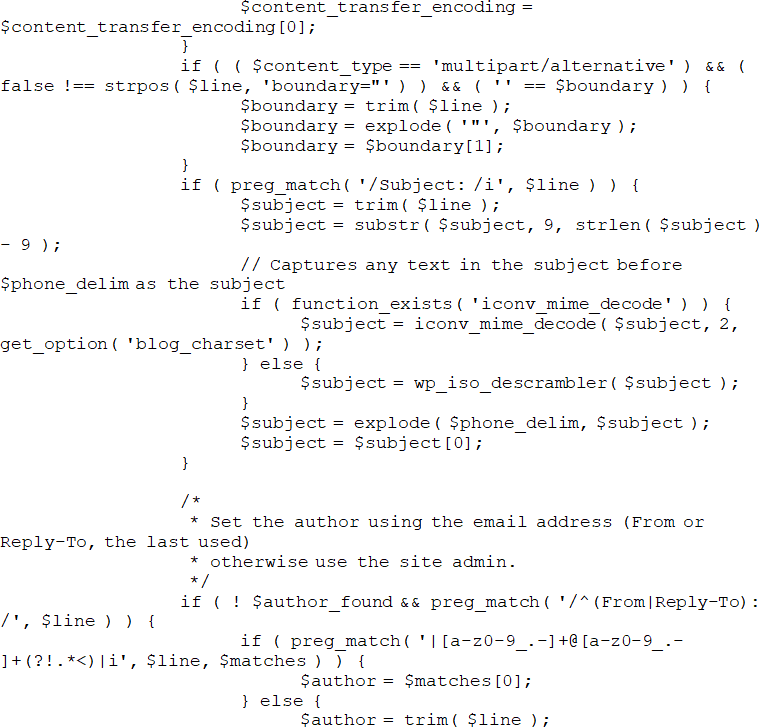 $content_transfer_encoding =
$content_transfer_encoding[0];
}
if ( ( $content_type == 'multipart/alternative' ) && (
false !== strpos( $line, 'boundary="' ) ) && ( '' == $boundary ) ) {
$boundary = trim( $line );
$boundary = explode( '"', $boundary );
$boundary = $boundary[1];
}
if ( preg_match( '/Subject: /i', $line ) ) {
$subject = trim( $line );
$subject = substr( $subject, 9, strlen( $subject )
- 9 );
// Captures any text in the subject before
$phone_delim as the subject
if ( function_exists( 'iconv_mime_decode' ) ) {
$subject = iconv_mime_decode( $subject, 2,
get_option( 'blog_charset' ) );
} else {
$subject = wp_iso_descrambler( $subject );
}
$subject = explode( $phone_delim, $subject );
$subject = $subject[0];
}
/*
* Set the author using the email address (From or
Reply-To, the last used)
* otherwise use the site admin.
*/
if ( ! $author_found && preg_match( '/^(From|Reply-To):
/', $line ) ) {
if ( preg_match( '|[a-z0-9_.-]+@[a-z0-9_.-
]+(?!.*<)|i', $line, $matches ) ) {
$author = $matches[0];
} else {
$author = trim( $line );